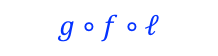 g ∘ f ∘ ℓ